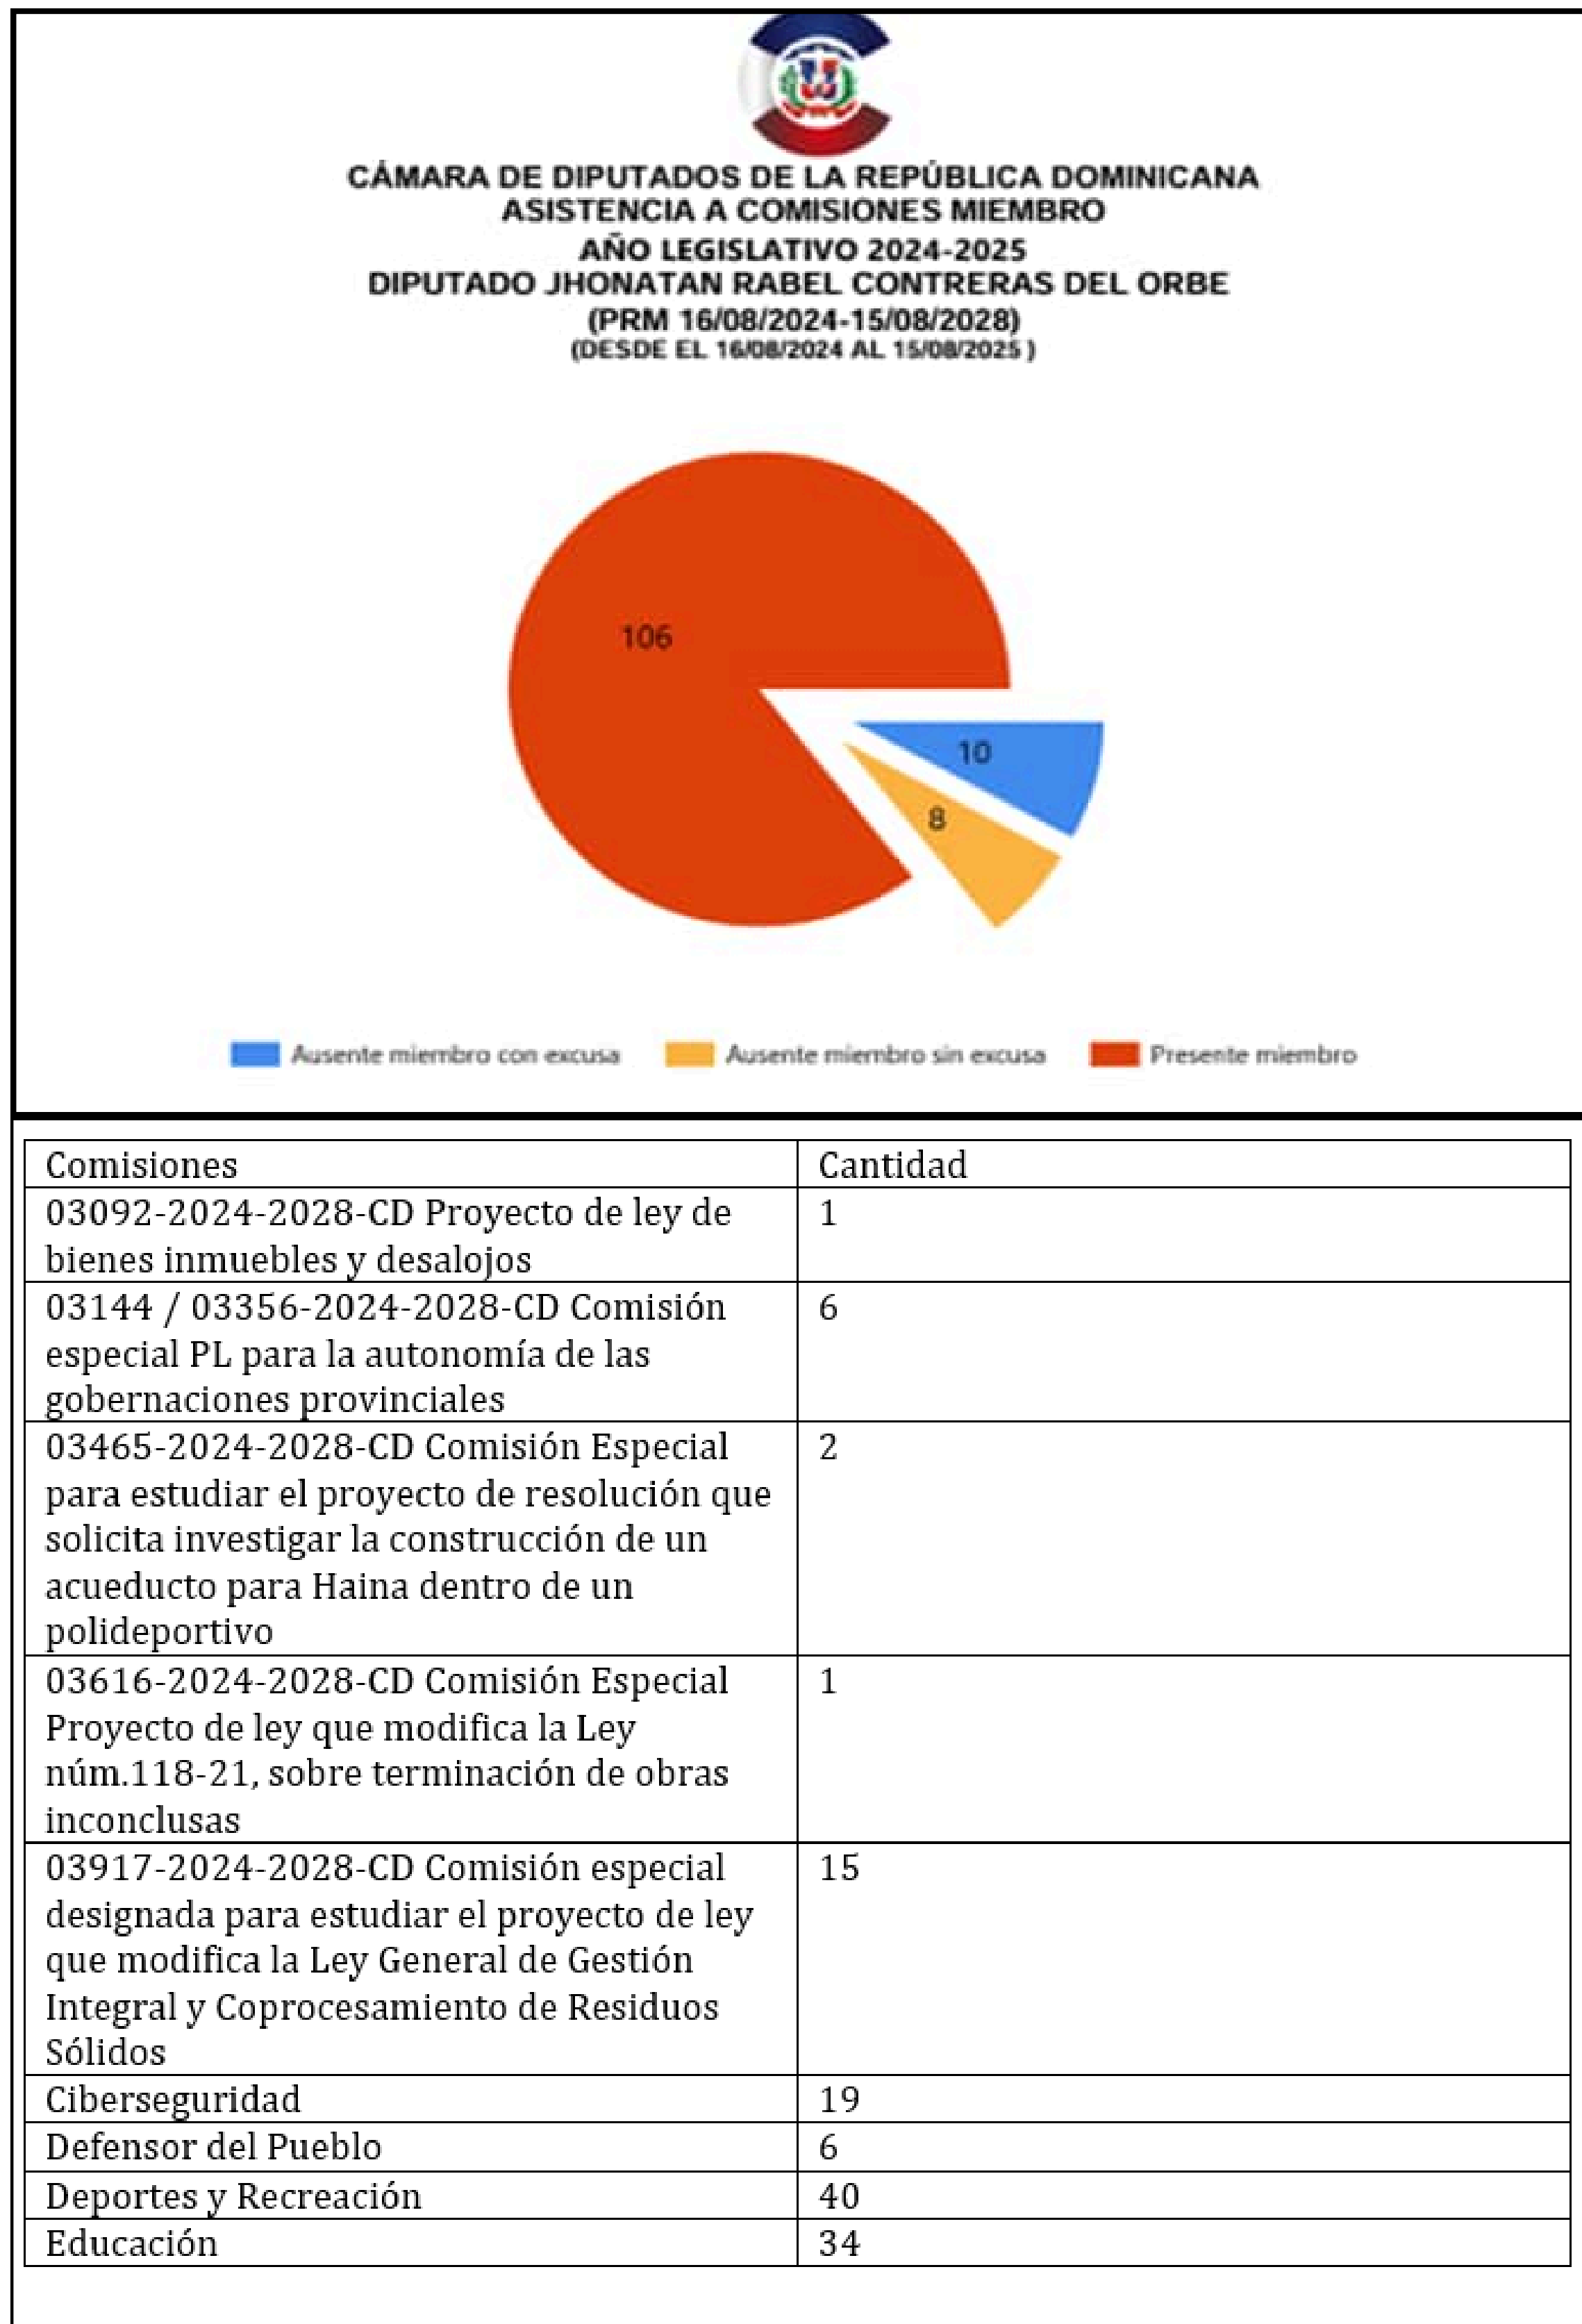 CÁMARA DE DIPUTADOS DE LA REPÚBLICA DOMINICANA
ASISTENCIA A COMISIONES MIEMBRO
AÑO LEGISLATIVO 2024-2025
DIPUTADO JHONATAN RABEL CONTRERAS DEL ORBE
(PRM 16/08/2024-15/08/2028)
(DESDE EL 16/08/2024 AL 15/08/2025 )
106
10
8
Ausente miembro con excusa Ausente miembro sin excusa Presente miembro
Comisiones Cantidad
03092-2024-2028-CD Proyecto de ley de 1
bienes inmuebles y desalojos
03144 / 03356-2024-2028-CD Comisión 6
especial PL para la autonomía de las
gobernaciones provinciales
03465-2024-2028-CD Comisión Especial 2
para estudiar el proyecto de resolución que
solicita investigar la construcción de un
acueducto para Haina dentro de un
polideportivo
03616-2024-2028-CD Comisión Especial 1
Proyecto de ley que modifica la Ley
núm.118-21, sobre terminación de obras
inconclusas
03917-2024-2028-CD Comisión especial 15
designada para estudiar el proyecto de ley
que modifica la Ley General de Gestión
Integral y Coprocesamiento de Residuos
Sólidos
Ciberseguridad 19
Defensor del Pueblo 6
Deportes y Recreación 40
Educación 34